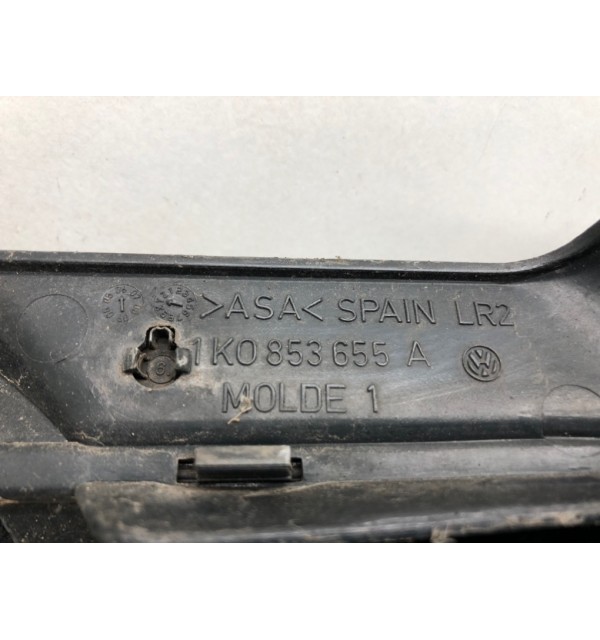 >ASA< SPAIN LR2
1K0 853 655 A
MOLDE 1